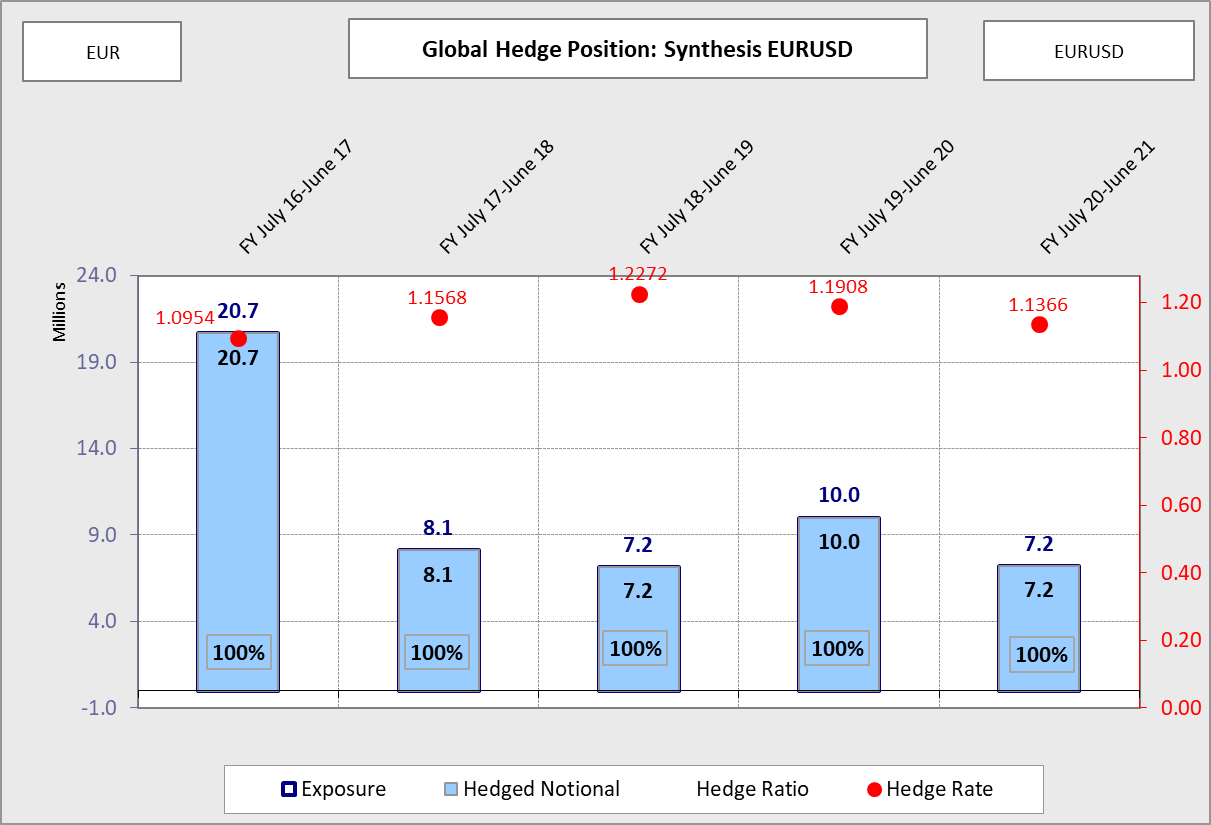 EUR
Global Hedge Position: Synthesis EURUSD
EURUSD
FY July 16-June 17
FY July 17-June 18
FY July 18-June 19
FY July 19-June 20
FY July 20-June 21
Millions
24.0
19.0
14.0
9.0
4.0
-1.0
1.0954
20.7
20.7
100%
1.1568
8.1
8.1
100%
1.2272
7.2
7.2
100%
1.1908
10.0
10.0
100%
1.1366
7.2
7.2
100%
1.20
1.00
0.80
0.60
0.40
0.20
0.00
Exposure
Hedged Notional
Hedge Ratio
Hedge Rate